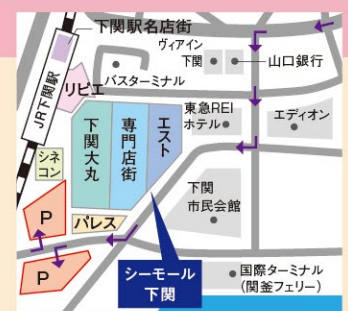 下関駅名店街
ヴィアイン
下関
山口銀行
JR下関駅
バスターミナル
リピエ
下関大丸
専門店街
エスト
東急REI
ホテル
エディオン
シネ
コン
P
パレス
下関
市民会館
P
シーモール
下関
国際ターミナル
(関釜フェリー)